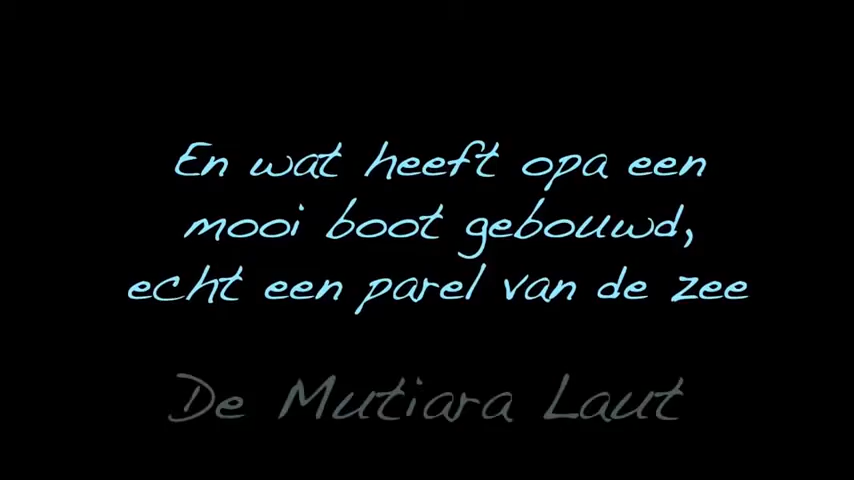 En wat heeft opa een
mooi boot gebouwd,
echt een parel van de zee
De Mutiara Laut